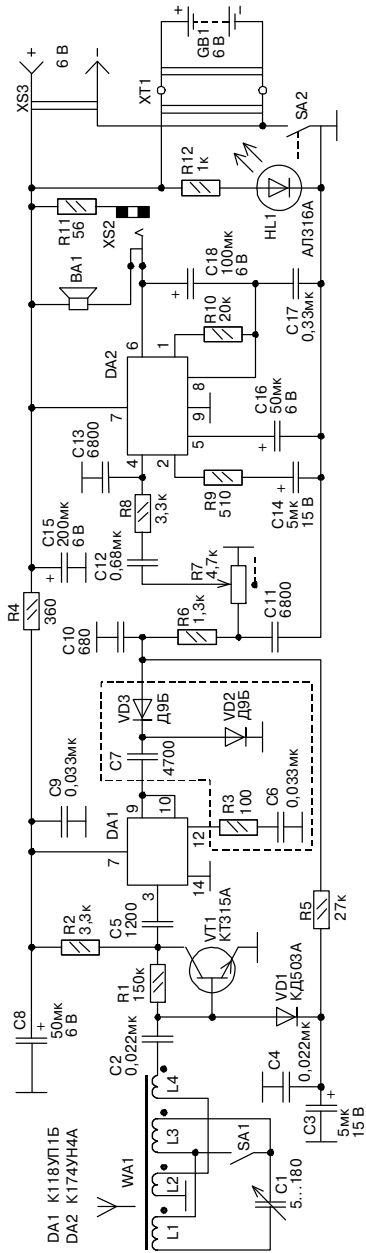 DA1 К118УП1Б
DA2 К174УН4А
WA1
L1
L2
L3
L4
C1
5...180
SA1
C2
0,022мк
C8
50мк
6 В
+
R1
150к
R2
3,3к
C5
1200
VT1
КТ315А
VD1
КД503А
C4
0,022мк
C3
5мк
15 В
+
R5
27к
DA1
7
3
14
9
10
12
C9
0,033мк
R3
100
C6
0,033мк
C7
4700
VD3
Д9Б
VD2
Д9Б
R4
360
C10
680
R6
1,3к
C11
6800
R7
4,7к
C12
0,68мк
R8
3,3к
C15
200мк
6 В
+
C13
6800
DA2
7
4
2
5
9
8
1
6
R9
510
C14
5мк
15 В
+
C16
50мк
6 В
+
R10
20к
C18
100мк
6 В
+
C17
0,33мк
BA1
R11
56
XS2
R12
1к
HL1
АЛ316А
SA2
XS3
+
6 В
–
XT1
GB1
6 В
+
–